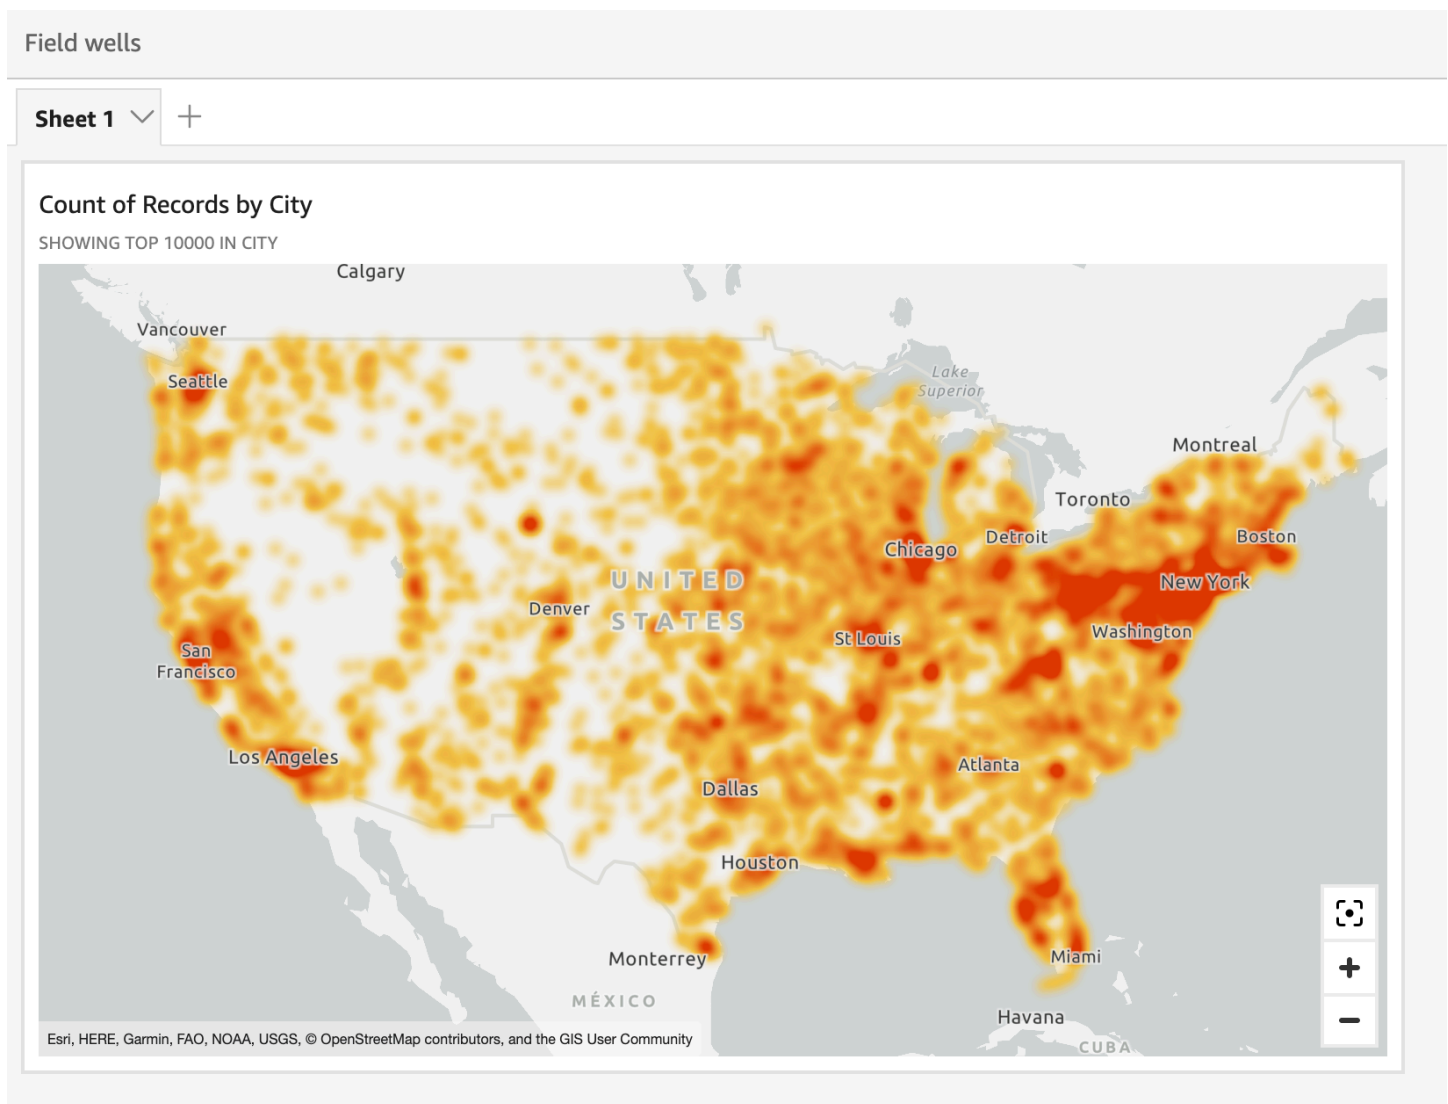 Field wells
Sheet 1
Count of Records by City
SHOWING TOP 10000 IN CITY
Calgary
Vancouver
Seattle
Lake
Superior
Montreal
Toronto
Boston
Detroit
Chicago
UNITED
STATES
New York
Denver
Washington
St Louis
San
Francisco
Los Angeles
Atlanta
Dallas
Houston
Monterrey
Miami
MÉXICO
Havana
CUBA
Esri, HERE, Garmin, FAO, NOAA, USGS, © OpenStreetMap contributors, and the GIS User Community